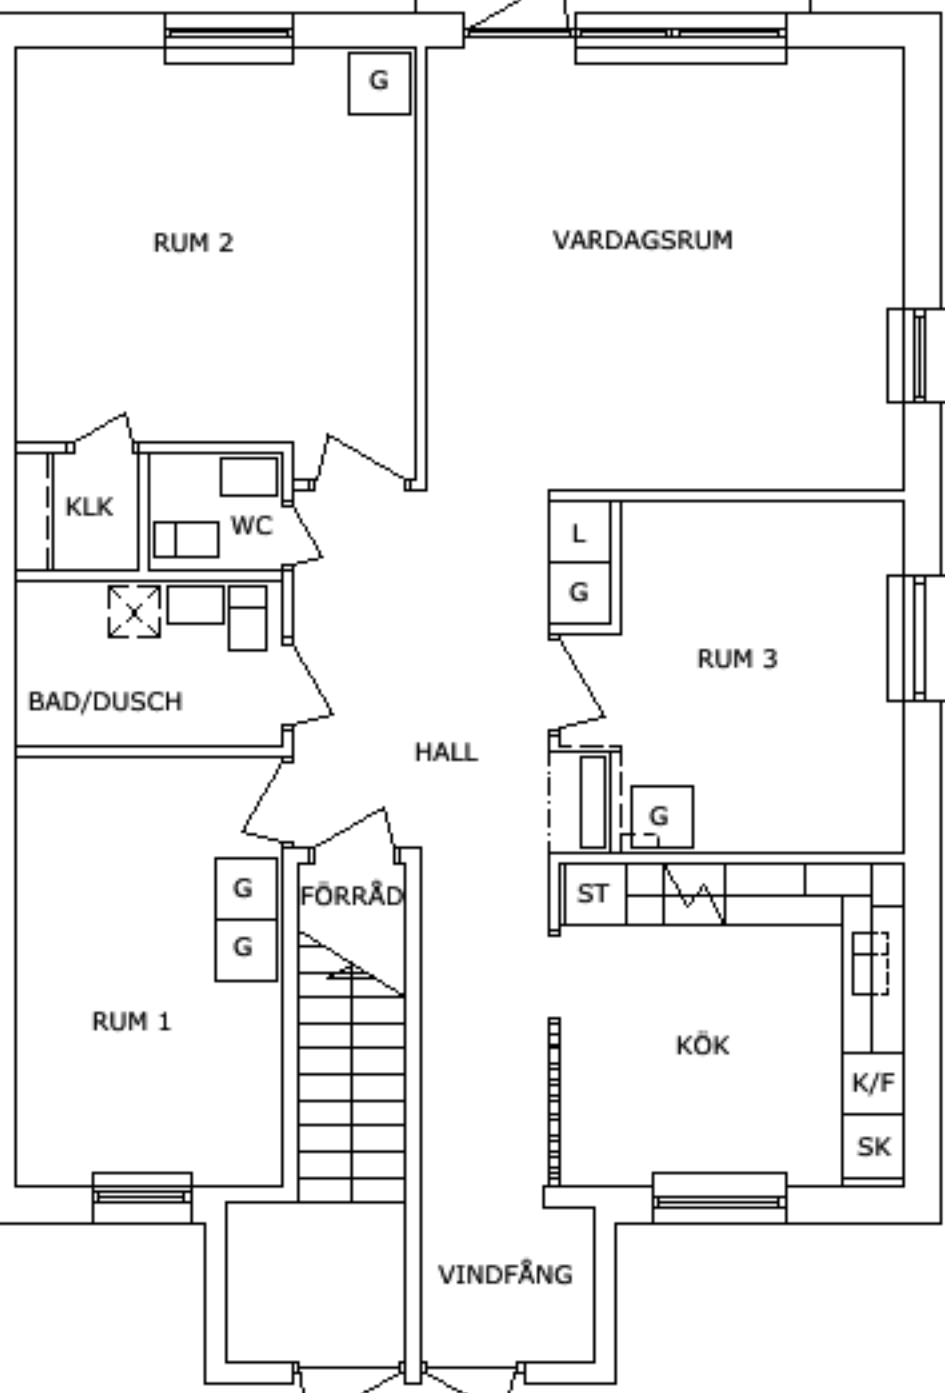 G
RUM 2
VARDAGSRUM
KLK
WC
L
G
RUM 3
BAD/DUSCH
HALL
G
G
FÖRRÅD
ST
G
RUM 1
KÖK
K/F
SK
VINDFÅNG